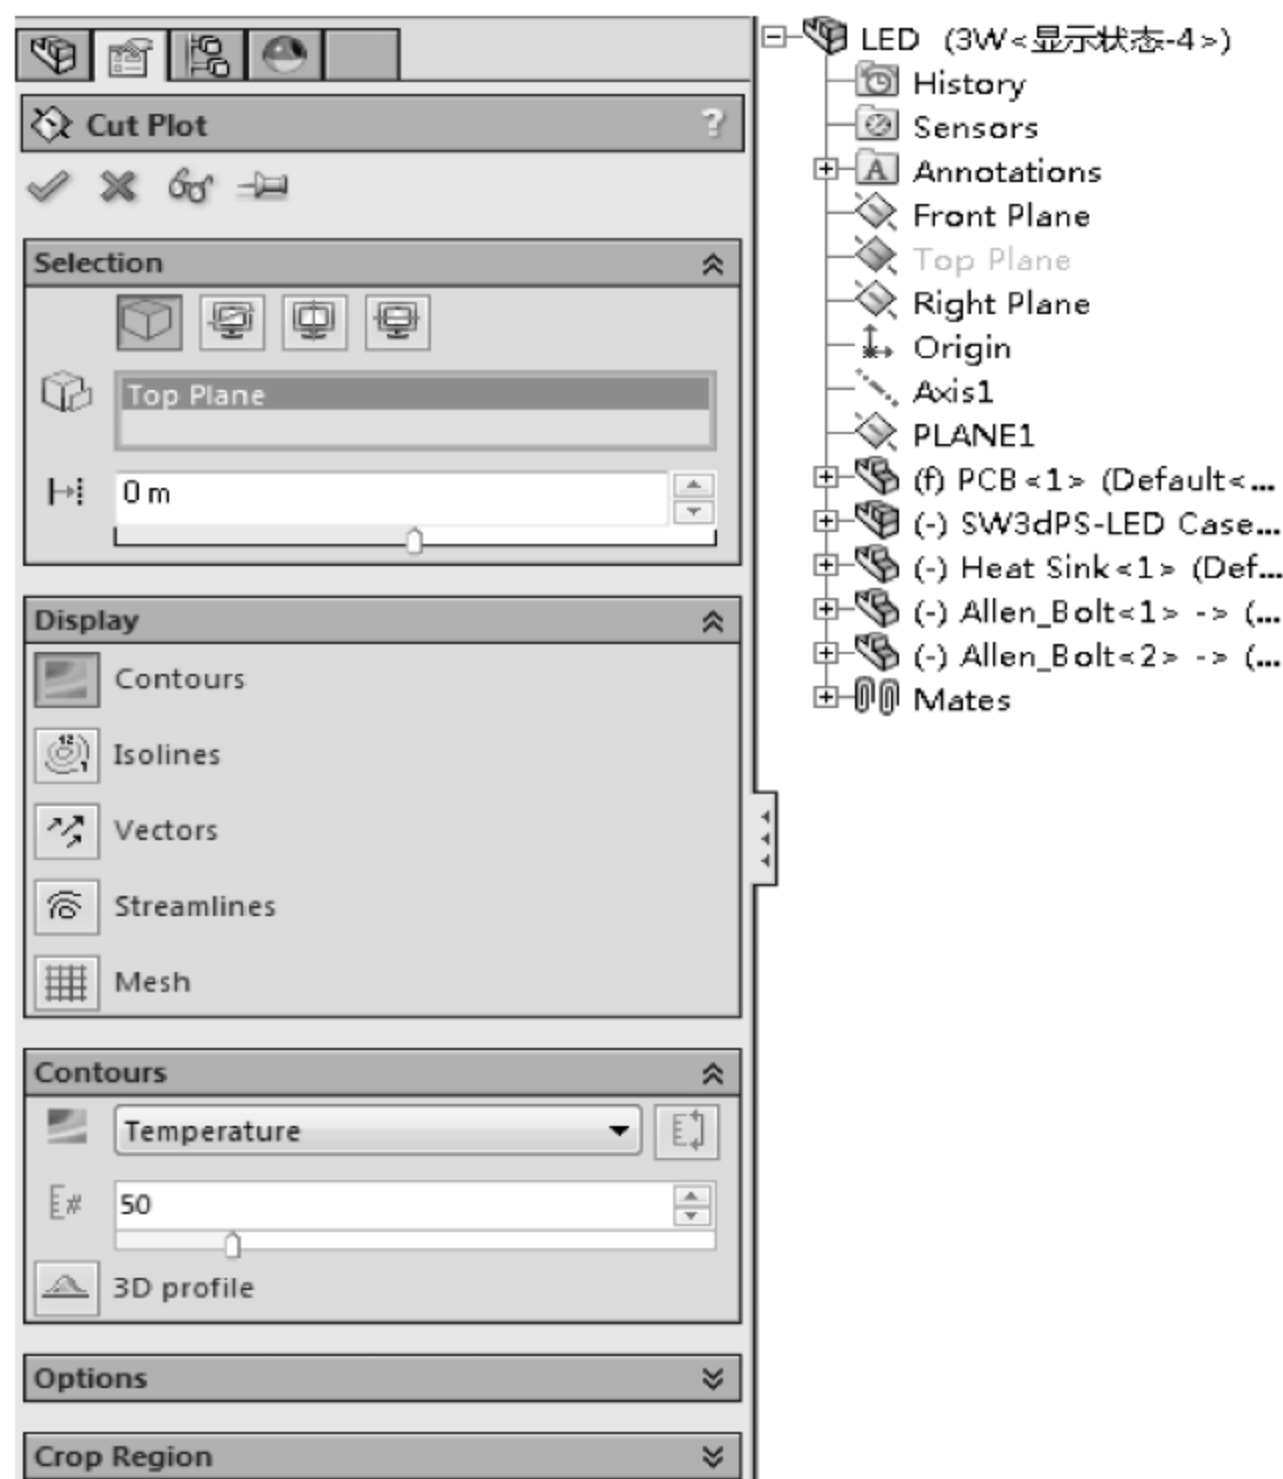 Cut Plot
?
Selection
Top Plane
0 m
Display
Contours
Isolines
Vectors
Streamlines
Mesh
Contours
Temperature
50
3D profile
Options
Crop Region
LED (3W<显示状态-4>)
History
Sensors
Annotations
Front Plane
Top Plane
Right Plane
Origin
Axis1
PLANE1
(f) PCB<1> (Default<...
(-) SW3dPS-LED Case...
(-) Heat Sink<1> (Def...
(-) Allen_Bolt<1> -> (...
(-) Allen_Bolt<2> -> (...
Mates